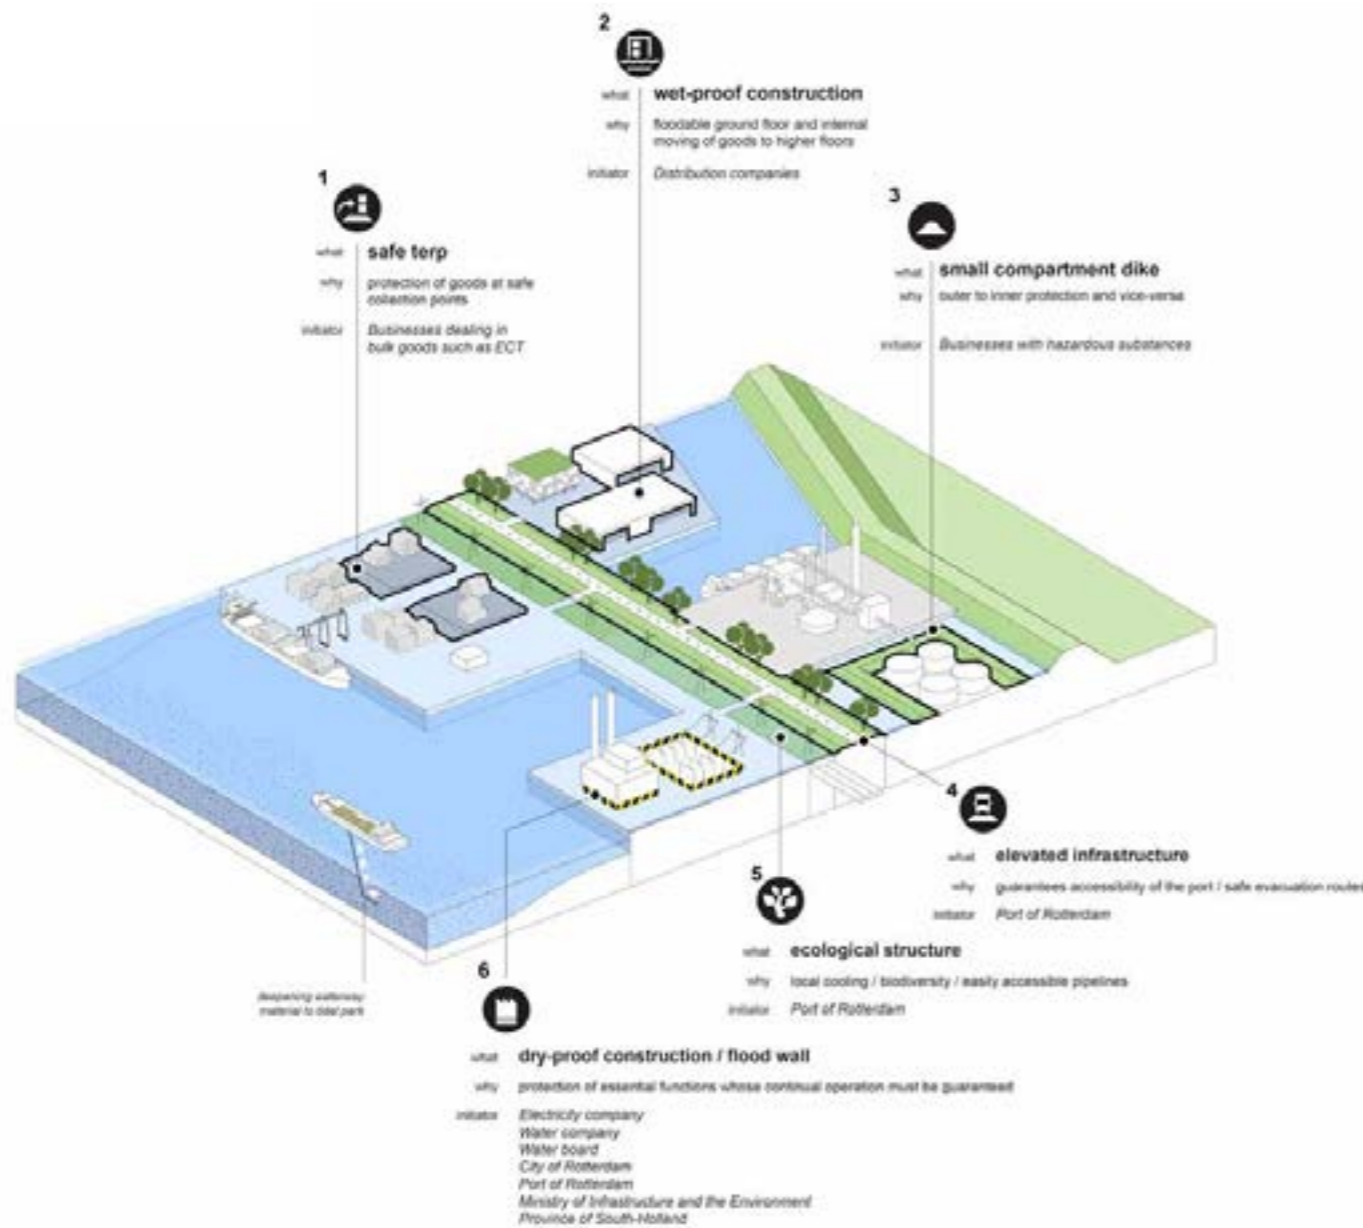 1
what safe terp
why protection of goods at safe
collection points
initiator Businesses dealing in
bulk goods such as ECT
2
what wet-proof construction
why floodable ground floor and internal
moving of goods to higher floors
initiator Distribution companies
3
what small compartment dike
why outer to inner protection and vice-versa
initiator Businesses with hazardous substances
4
what elevated infrastructure
why guarantees accessibility of the port / safe evacuation routes
initiator Port of Rotterdam
5
what ecological structure
why local cooling / biodiversity / easily accessible pipelines
initiator Port of Rotterdam
6
what dry-proof construction / flood wall
why protection of essential functions whose continual operation must be guaranteed
initiator Electricity company
Water company
Water board
City of Rotterdam
Port of Rotterdam
Ministry of Infrastructure and the Environment
Province of South-Holland
deepening waterway
material to tidal park